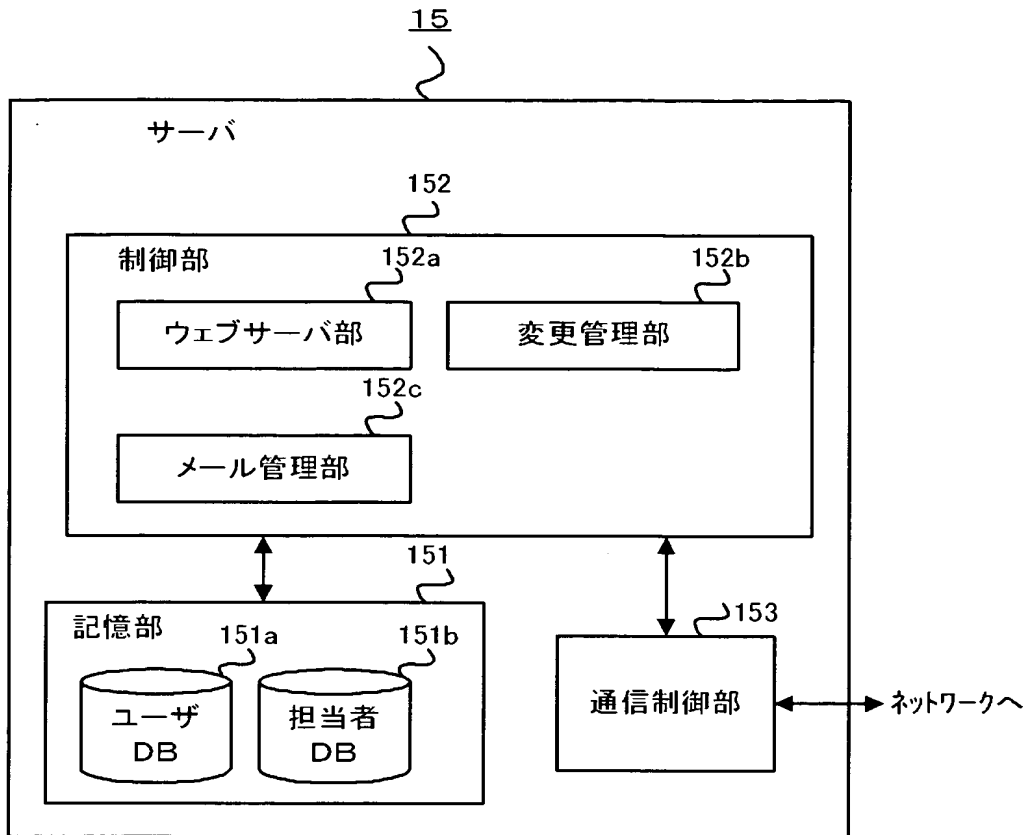 15
サーバ
152
制御部
152a
152b
ウェブサーバ部
変更管理部
152c
メール管理部
151
記憶部
151a
151b
153
ユーザ
DB
担当者
DB
通信制御部
ネットワークへ